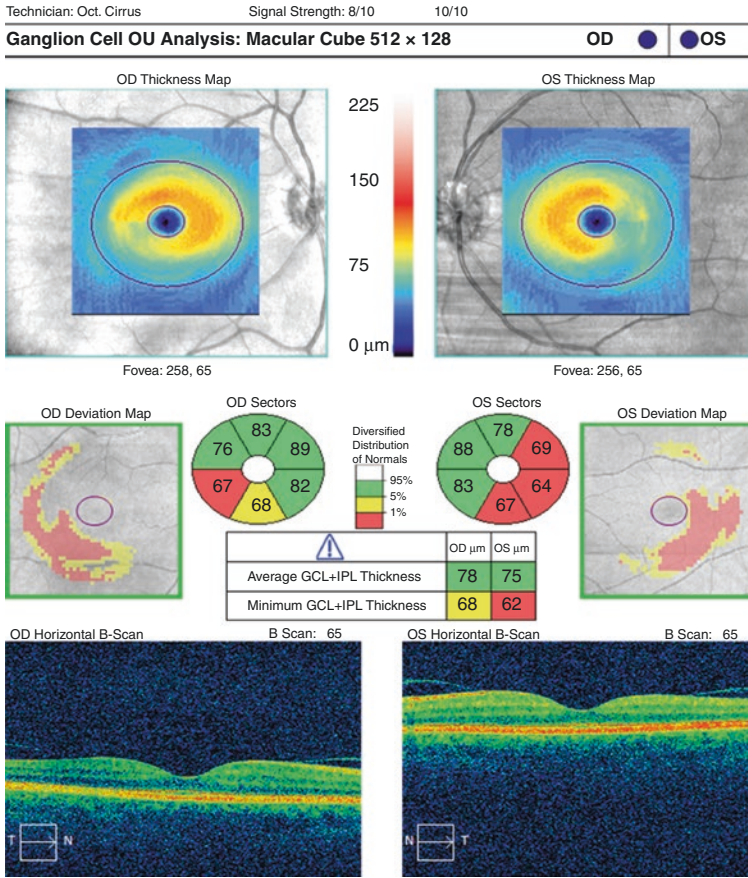 Technician: Oct. Cirrus Signal Strength: 8/10 10/10
Ganglion Cell OU Analysis: Macular Cube 512 × 128 OD OS
OD Thickness Map
OS Thickness Map
225
150
75
0 μm
Fovea: 258, 65
Fovea: 256, 65
OD Deviation Map
OD Sectors
83
76 89
67 82
68
Diversified
Distribution
of Normals
95%
5%
1%
OS Sectors
78
88 69
83 64
67
OS Deviation Map
OD μm OS μm
Average GCL+IPL Thickness 78 75
Minimum GCL+IPL Thickness 68 62
OD Horizontal B-Scan B Scan: 65
OS Horizontal B-Scan B Scan: 65
T N
N T